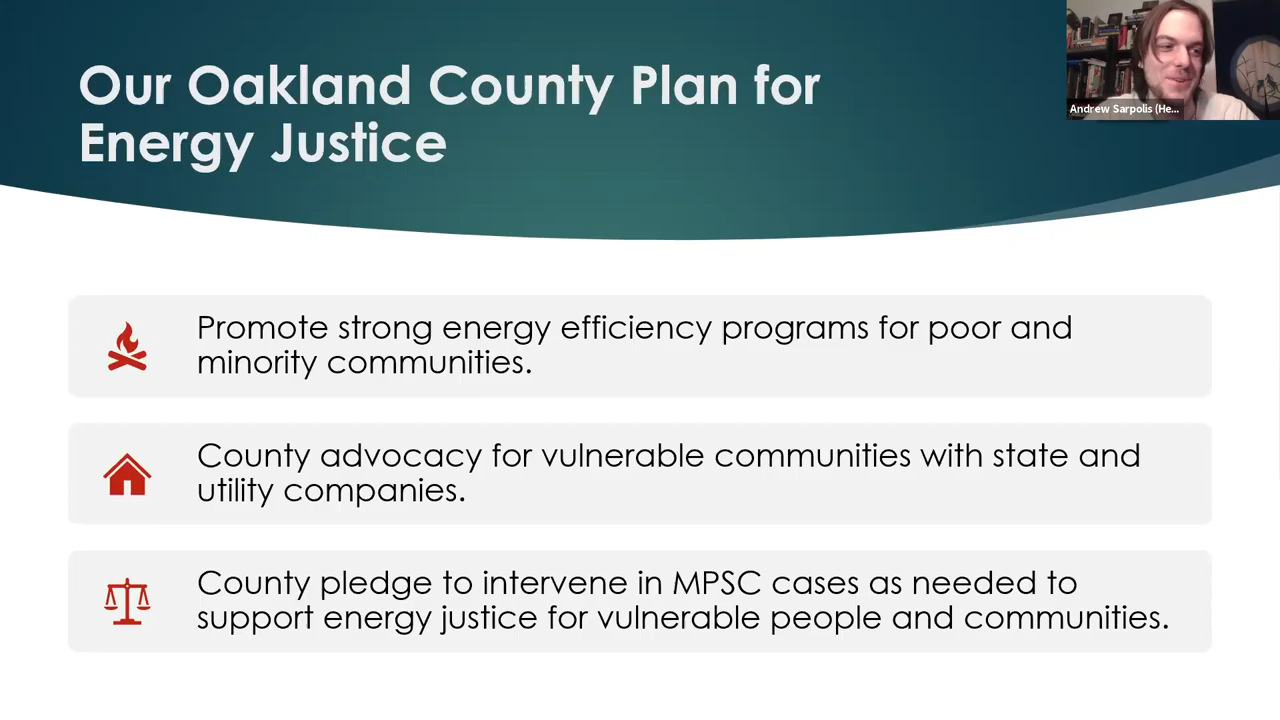 Our Oakland County Plan for
Energy Justice
Andrew Sarpolis (He...
Promote strong energy efficiency programs for poor and
minority communities.
County advocacy for vulnerable communities with state and
utility companies.
County pledge to intervene in MPSC cases as needed to
support energy justice for vulnerable people and communities.